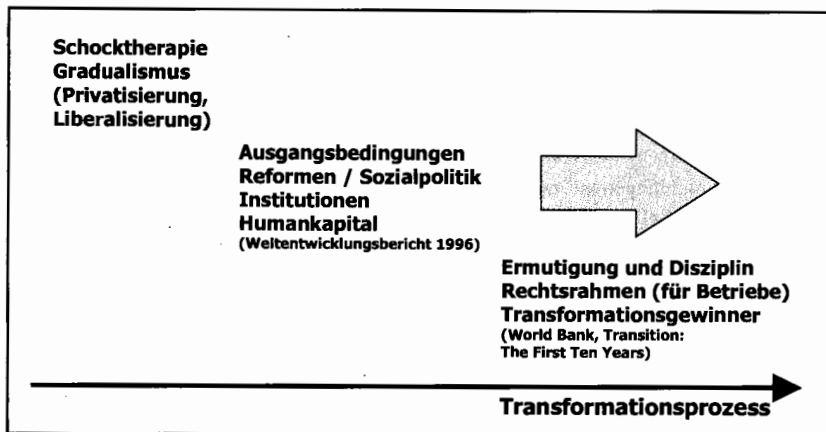 Schocktherapie
Gradualismus
(Privatisierung,
Liberalisierung)
Ausgangsbedingungen
Reformen / Sozialpolitik
Institutionen
Humankapital
(Weltentwicklungsbericht 1996)
Ermutigung und Disziplin
Rechtsrahmen (für Betriebe)
Transformationsgewinner
(World Bank, Transition:
The First Ten Years)
Transformationsprozess